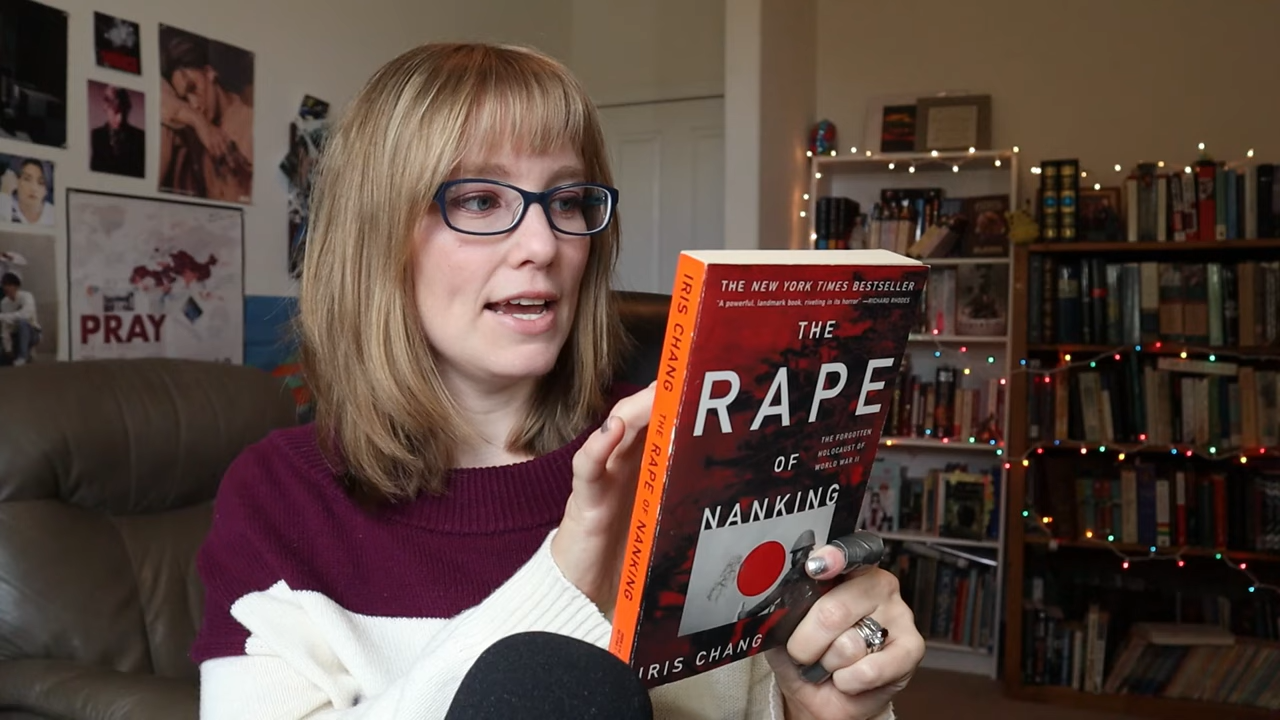 PRAY
IRIS CHANG THE RAPE OF NANKING
THE NEW YORK TIMES BESTSELLER
"A powerful, landmark book, riveting in its horror" —RICHARD RHODES
THE
RAPE
OF
NANKING
THE FORGOTTEN
HOLOCAUST OF
WORLD WAR II
IRIS CHANG